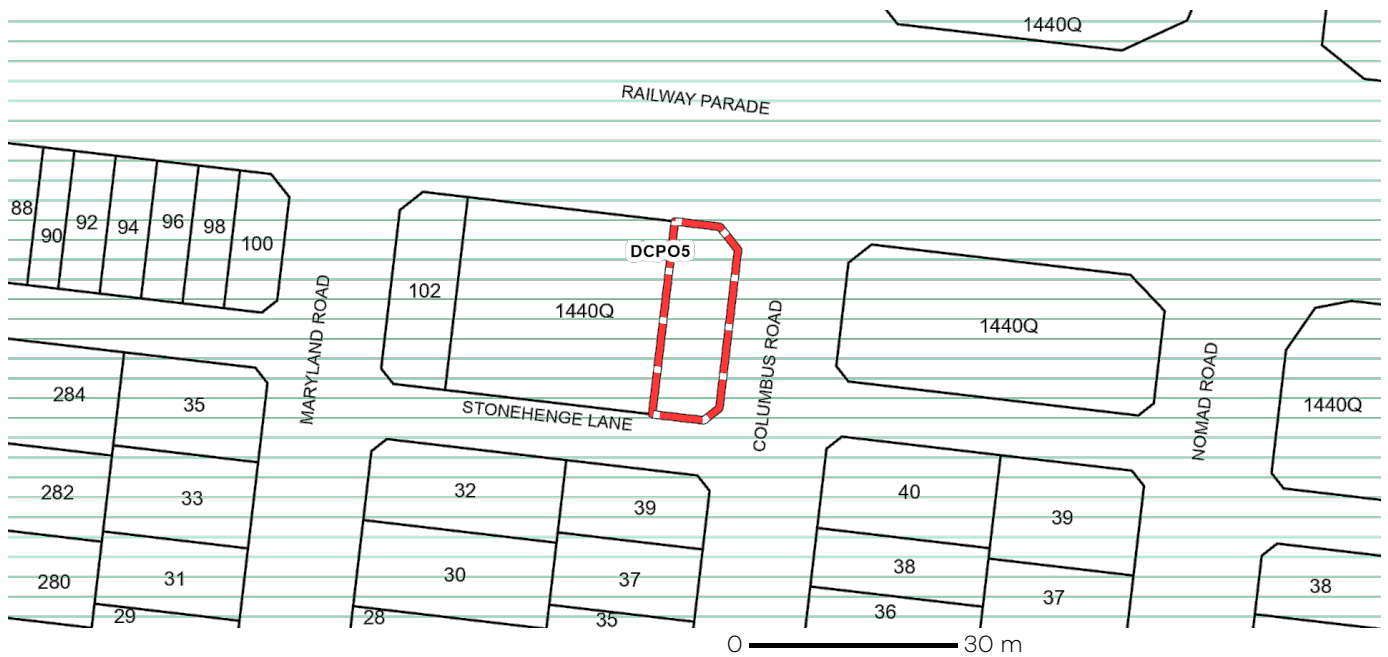 1440Q
RAILWAY PARADE
88
90
92
94
96
98
100
DCPO5
102
1440Q
1440Q
1440Q
MARYLAND ROAD
COLUMBUS ROAD
NOMAD ROAD
STONEHENGE LANE
284
35
282
33
32
39
40
39
280
31
30
37
38
37
38
29
28
35
36
0 30 m